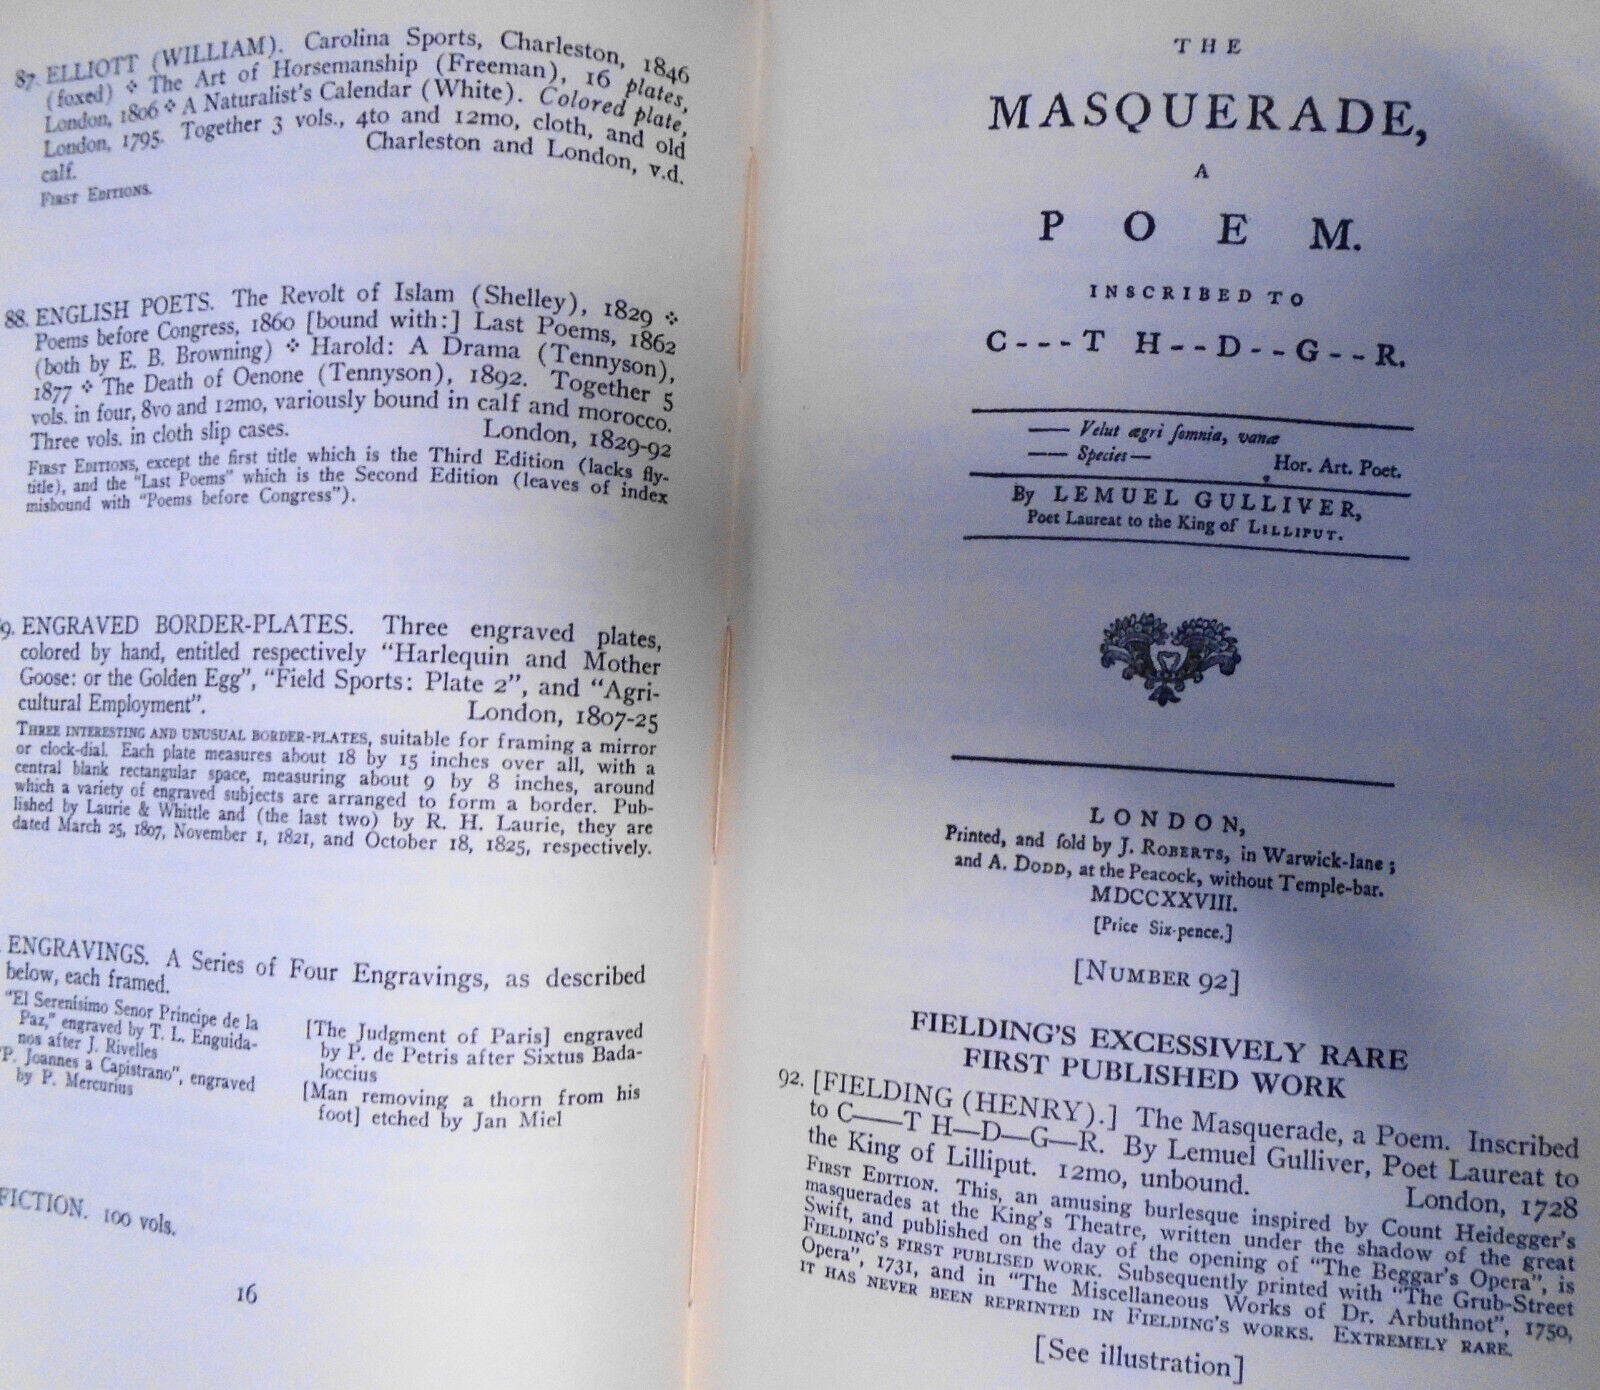 87. ELLIOTT (WILLIAM). Carolina Sports, Charleston, 1846
(foxed) ❖ The Art of Horsemanship (Freeman), 16 plates,
London, 1806 ❖ A Naturalist's Calendar (White). Colored plate,
London, 1795. Together 3 vols., 4to and 12mo, cloth, and old
calf.
Charleston and London, v.d.
FIRST EDITIONS.
88. ENGLISH POETS. The Revolt of Islam (Shelley), 1829 ❖
Poems before Congress, 1860 [bound with:] Last Poems, 1862
(both by E. B. Browning) ❖ Harold: A Drama (Tennyson),
1877 ❖ The Death of Oenone (Tennyson), 1892. Together 5
vols. in four, 8vo and 12mo, variously bound in calf and morocco.
Three vols. in cloth slip cases. London, 1829-92
FIRST EDITIONS, except the first title which is the Third Edition (lacks fly-
title), and the "Last Poems" which is the Second Edition (leaves of index
misbound with "Poems before Congress").
9. ENGRAVED BORDER-PLATES. Three engraved plates,
colored by hand, entitled respectively "Harlequin and Mother
Goose: or the Golden Egg", "Field Sports: Plate 2", and "Agri-
cultural Employment". London, 1807-25
THREE INTERESTING AND UNUSUAL BORDER-PLATES, suitable for framing a mirror
or clock-dial. Each plate measures about 18 by 15 inches over all, with a
central blank rectangular space, measuring about 9 by 8 inches, around
which a variety of engraved subjects are arranged to form a border. Pub-
lished by Laurie & Whittle and (the last two) by R. H. Laurie, they are
dated March 25, 1807, November 1, 1821, and October 18, 1825, respectively.
ENGRAVINGS. A Series of Four Engravings, as described
below, each framed.
"El Serenísimo Senor Principe de la
Paz," engraved by T. L. Enguida-
nos after J. Rivelles
"P. Joannes a Capistrano", engraved
by P. Mercurius
[The Judgment of Paris] engraved
by P. de Petris after Sixtus Bada-
loccius
[Man removing a thorn from his
foot] etched by Jan Miel
FICTION. 100 vols.
16
THE
MASQUERADE,
A
POEM.
INSCRIBED TO
C---T H--D--G--R.
—— Velut ægri somnia, vanæ
—— Species —
Hor. Art. Poet.
By LEMUEL GULLIVER,
Poet Laureat to the King of LILLIPUT.
LONDON,
Printed, and sold by J. ROBERTS, in Warwick-lane;
and A. DODD, at the Peacock, without Temple-bar.
MDCCXXVIII.
[Price Six-pence.]
[NUMBER 92]
FIELDING'S EXCESSIVELY RARE
FIRST PUBLISHED WORK
92. [FIELDING (HENRY).] The Masquerade, a Poem. Inscribed
to C——T H—D—G—R. By Lemuel Gulliver, Poet Laureat to
the King of Lilliput. 12mo, unbound. London, 1728
FIRST EDITION. This, an amusing burlesque inspired by Count Heidegger's
masquerades at the King's Theatre, written under the shadow of the great
Swift, and published on the day of the opening of "The Beggar's Opera", is
FIELDING'S FIRST PUBLISED WORK. Subsequently printed with "The Grub-Street
Opera", 1731, and in "The Miscellaneous Works of Dr. Arbuthnot", 1750,
IT HAS NEVER BEEN REPRINTED IN FIELDING'S WORKS. EXTREMELY RARE.
[See illustration]